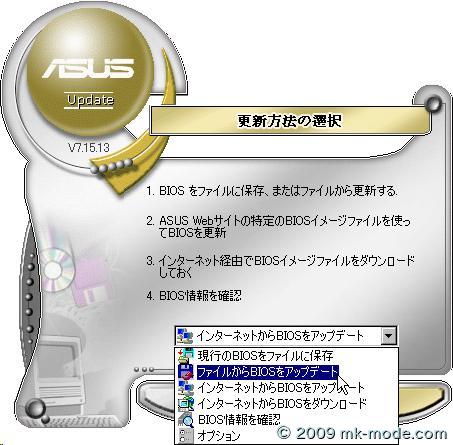 ASUS
Update
V7.15.13
更新方法の選択
1. BIOS をファイルに保存、またはファイルから更新する.
2. ASUS Webサイトの特定のBIOSイメージファイルを使っ
てBIOSを更新
3. インターネット経由でBIOSイメージファイルをダウンロード
しておく
4. BIOS情報を確認
インターネットからBIOSをアップデート
現行のBIOSをファイルに保存
ファイルからBIOSをアップデート
インターネットからBIOSをアップデート
インターネットからBIOSをダウンロード
BIOS情報を確認
オプション
© 2009 mk-mode.com